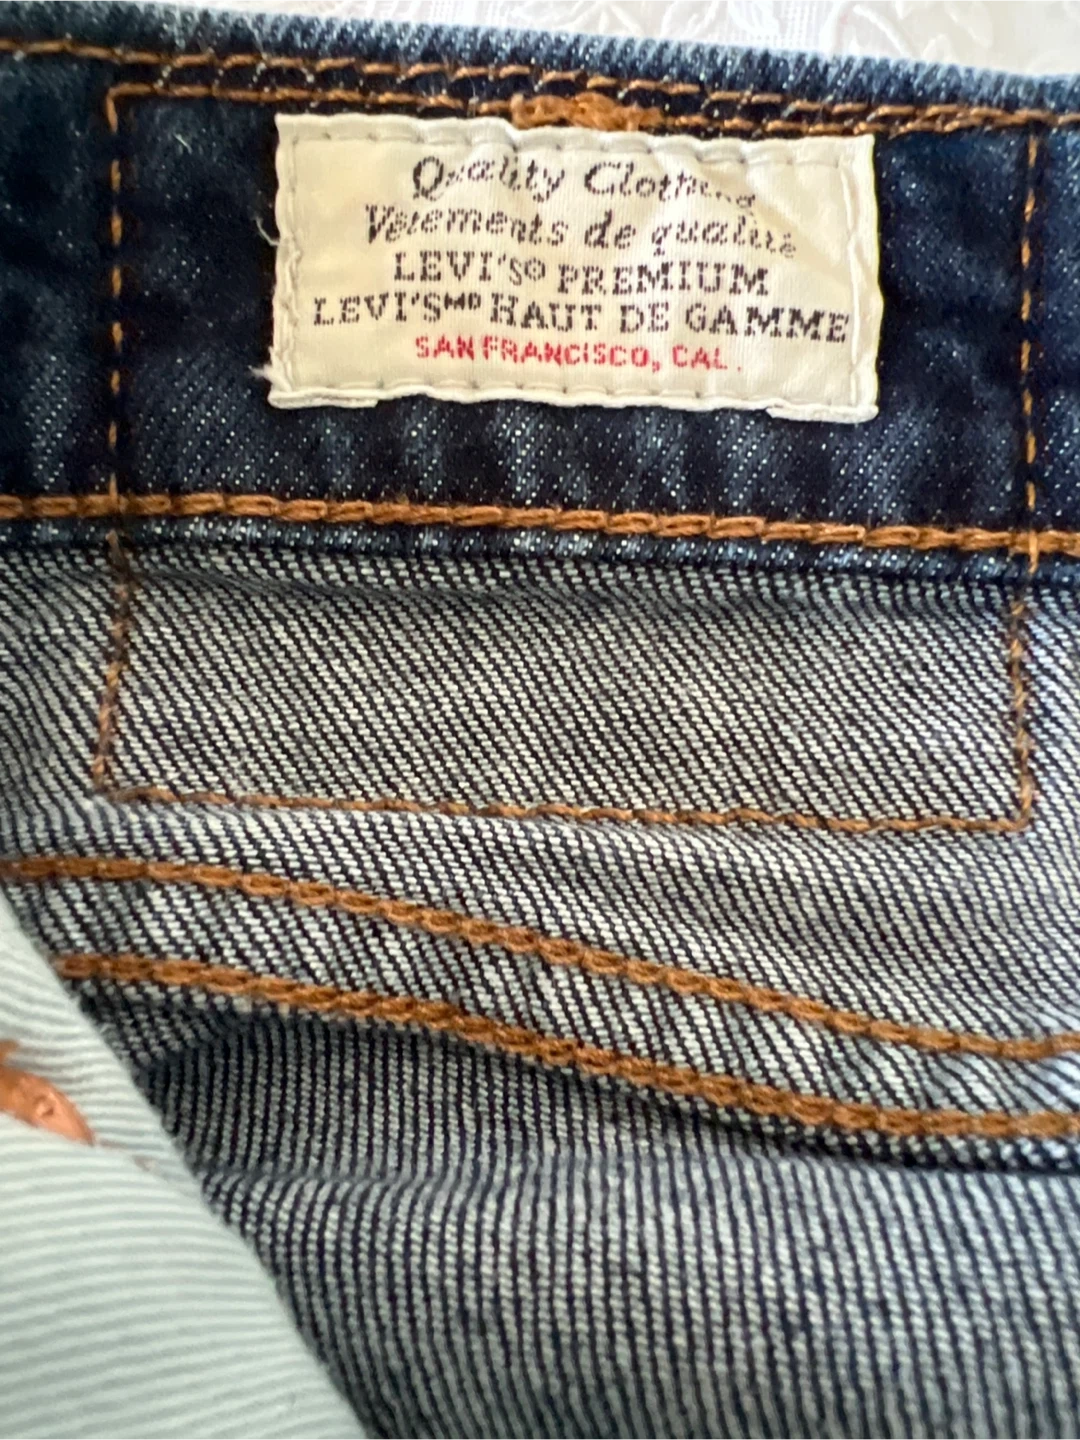 Quality Clothing
Vêtements de qualité
LEVI'S® PREMIUM
LEVI'Sᴹᴰ HAUT DE GAMME
SAN FRANCISCO, CAL.